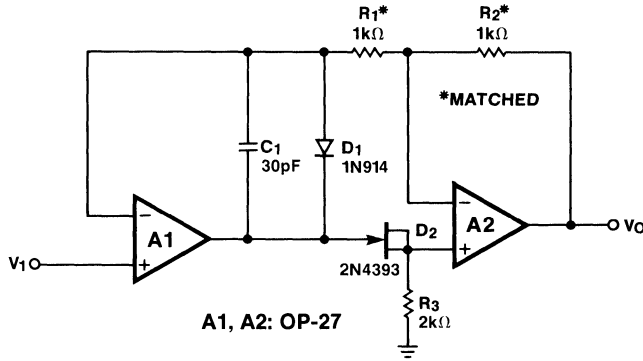 R1*
1kΩ
R2*
1kΩ
*MATCHED
C1
30pF
D1
1N914
−
A1
+
V1
D2
2N4393
−
A2
+
VO
R3
2kΩ
A1, A2: OP-27